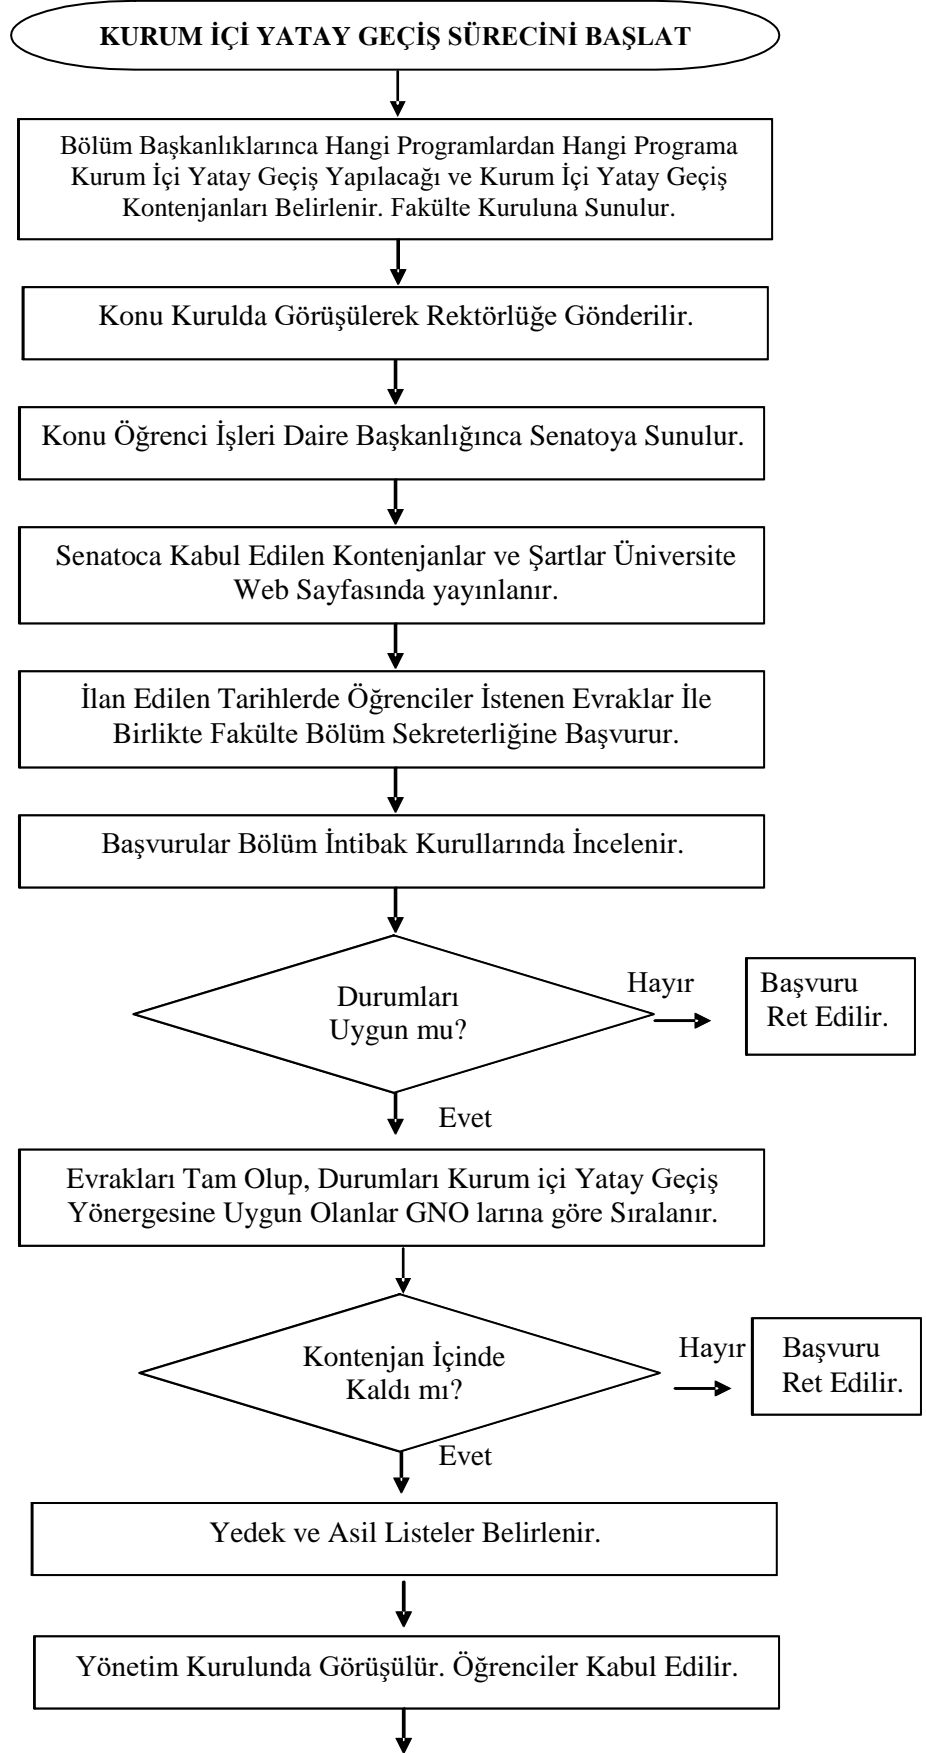 KURUM İÇİ YATAY GEÇİŞ SÜRECİNİ BAŞLAT
Bölüm Başkanlıklarınca Hangi Programlardan Hangi Programa
Kurum İçi Yatay Geçiş Yapılacağı ve Kurum İçi Yatay Geçiş
Kontenjanları Belirlenir. Fakülte Kuruluna Sunulur.
Konu Kurulda Görüşülerek Rektörlüğe Gönderilir.
Konu Öğrenci İşleri Daire Başkanlığınca Senatoya Sunulur.
Senatoca Kabul Edilen Kontenjanlar ve Şartlar Üniversite
Web Sayfasında yayınlanır.
İlan Edilen Tarihlerde Öğrenciler İstenen Evraklar İle
Birlikte Fakülte Bölüm Sekreterliğine Başvurur.
Başvurular Bölüm İntibak Kurullarında İncelenir.
Durumları
Uygun mu?
Hayır
Başvuru
Ret Edilir.
Evet
Evrakları Tam Olup, Durumları Kurum içi Yatay Geçiş
Yönergesine Uygun Olanlar GNO larına göre Sıralanır.
Kontenjan İçinde
Kaldı mı?
Hayır
Başvuru
Ret Edilir.
Evet
Yedek ve Asil Listeler Belirlenir.
Yönetim Kurulunda Görüşülür. Öğrenciler Kabul Edilir.